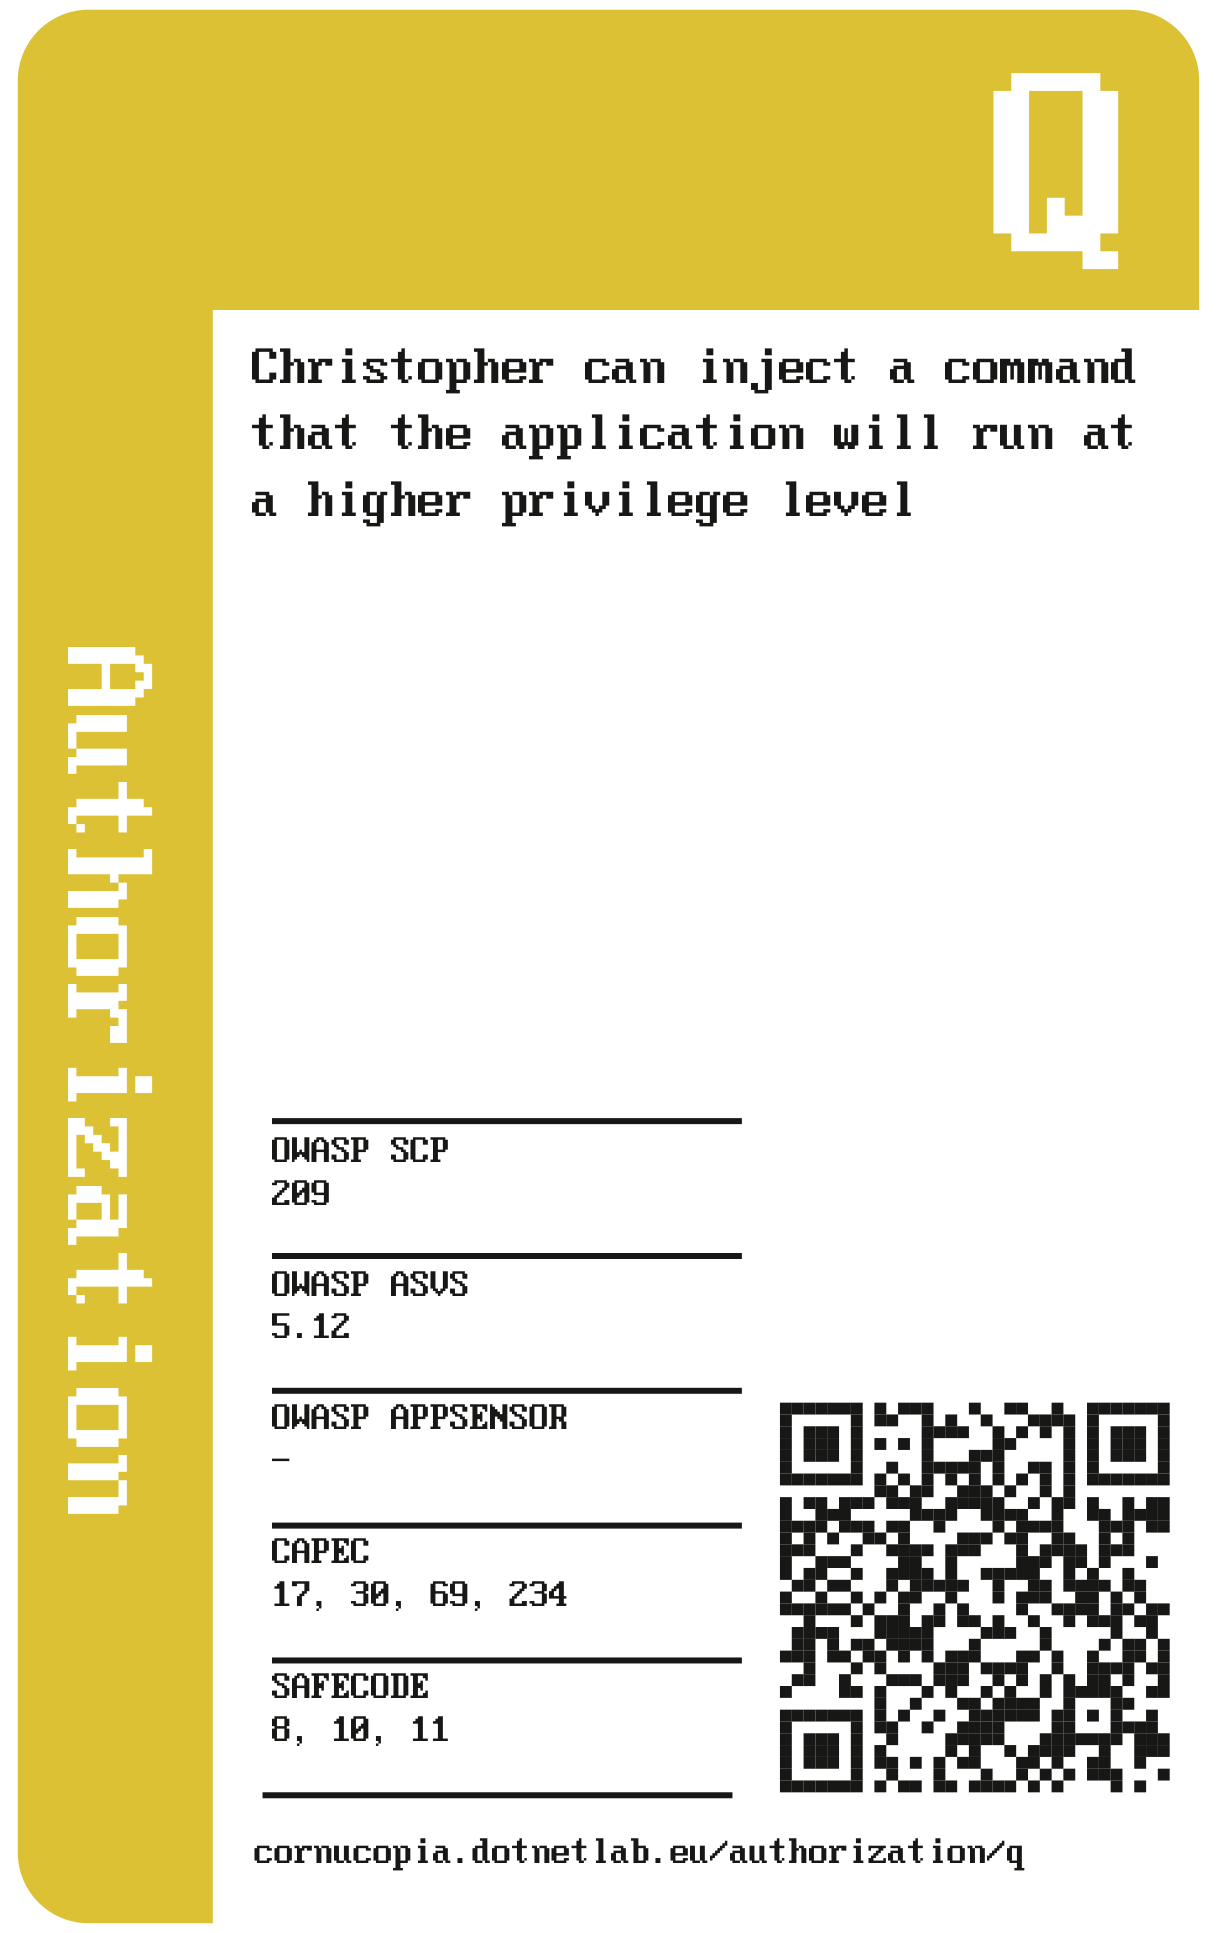 Q
Christopher can inject a command
that the application will run at
a higher privilege level
Authorization
OWASP SCP
209
OWASP ASVS
5.12
OWASP APPSENSOR
–
CAPEC
17, 30, 69, 234
SAFECODE
8, 10, 11
cornucopia.dotnetlab.eu/authorization/q